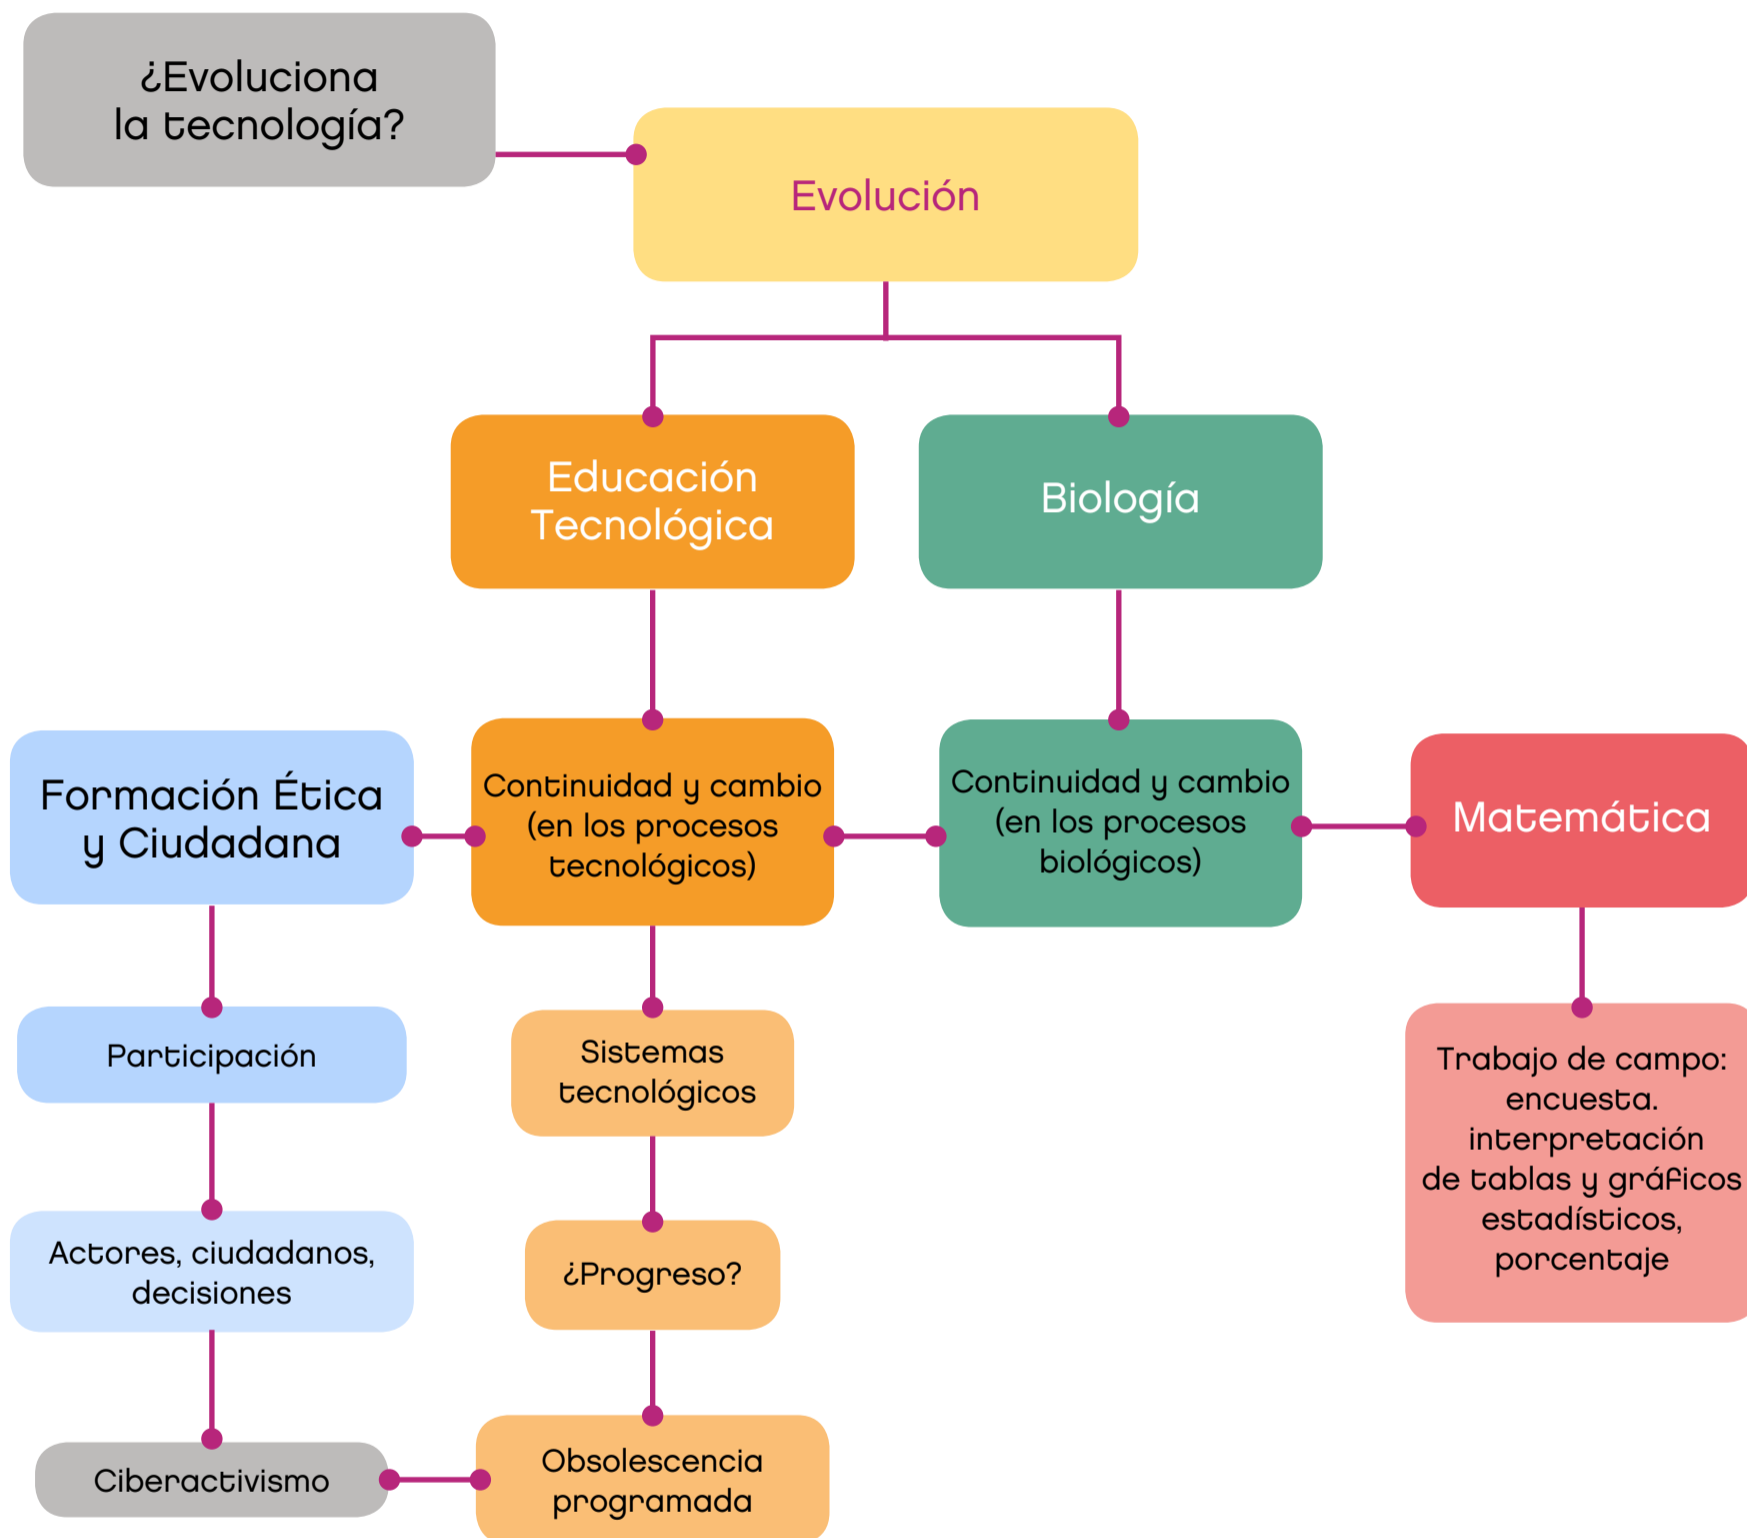 ¿Evoluciona
la tecnología?
Evolución
Educación
Tecnológica
Biología
Formación Ética
y Ciudadana
Continuidad y cambio
(en los procesos
tecnológicos)
Continuidad y cambio
(en los procesos
biológicos)
Matemática
Participación
Sistemas
tecnológicos
Trabajo de campo:
encuesta.
interpretación
de tablas y gráficos
estadísticos,
porcentaje
Actores, ciudadanos,
decisiones
¿Progreso?
Ciberactivismo
Obsolescencia
programada